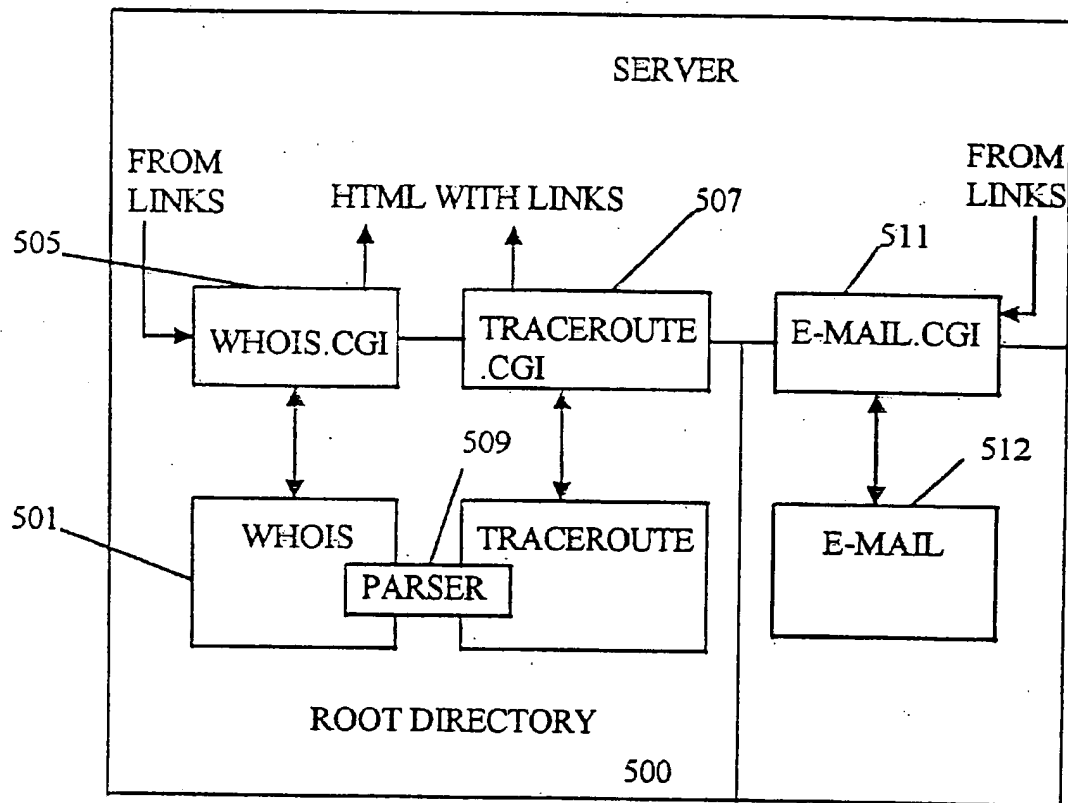 SERVER
FROM
LINKS
HTML WITH LINKS
507
FROM
LINKS
505
511
WHOIS.CGI
TRACEROUTE
.CGI
E-MAIL.CGI
509
512
501
WHOIS
TRACEROUTE
E-MAIL
PARSER
ROOT DIRECTORY
500